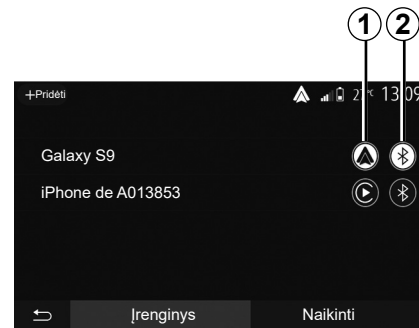 1 2
+Pridėti 27°C 13:09
Galaxy S9
iPhone de A013853
Įrenginys Naikinti